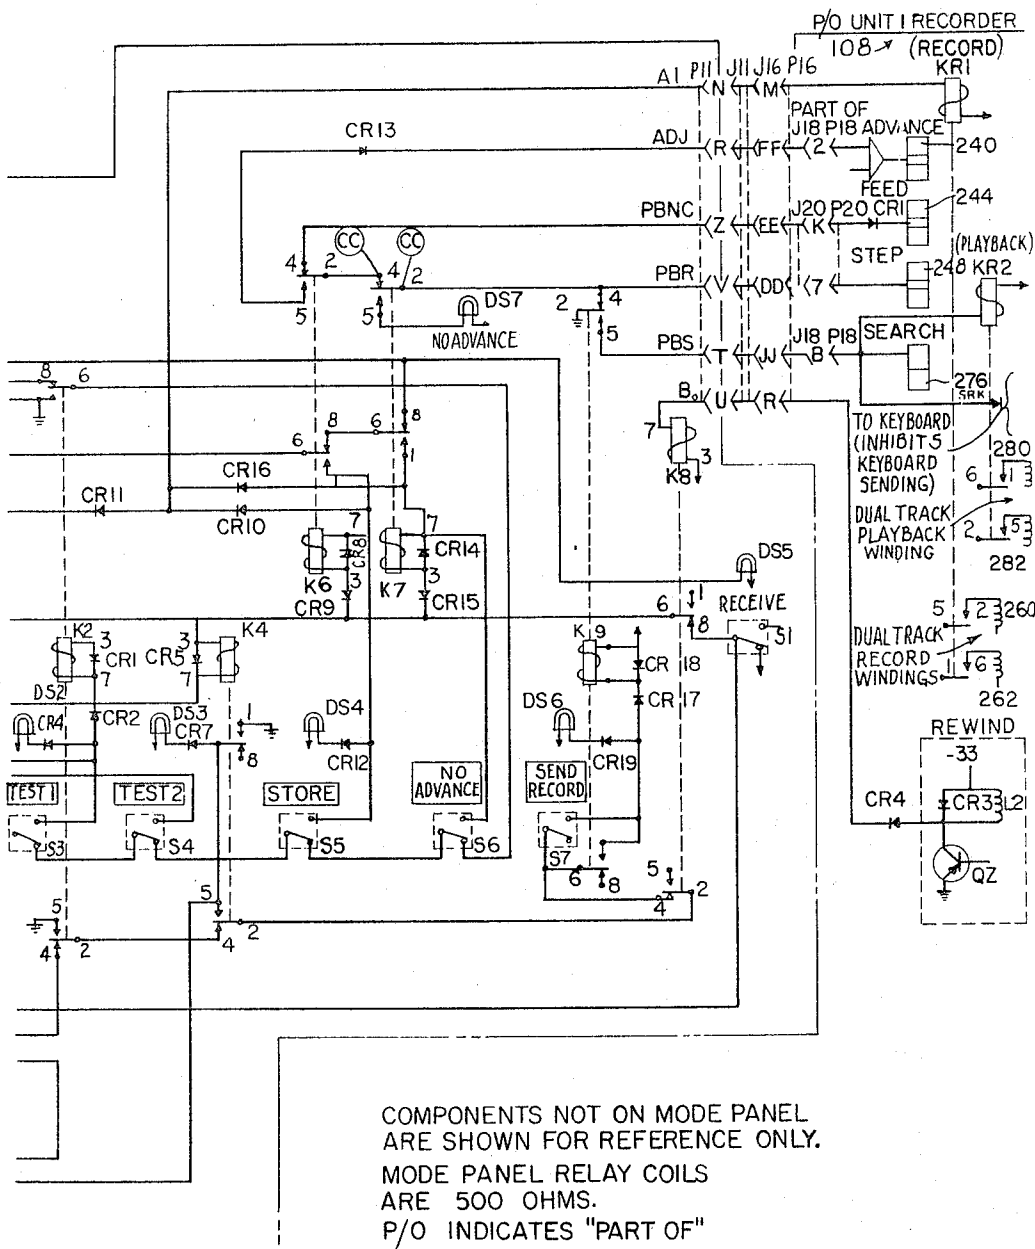 P/O UNIT 1 RECORDER
108 (RECORD)
KR1
A1 P11 N J11 J16 M P16
PART OF
CR13
ADJ R FF J18 P18 2 ADVANCE
240
FEED
PBNC Z EE J20 P20 K CR1
244
CC CC
4 2 4 2
STEP
(PLAYBACK)
PBR V DD 7
248 KR2
5 5 DS7
2 4
NO ADVANCE
5
PBS T JJ J18 P18 B SEARCH
276
SRK
8 6
B U R
8 6 8
7 K8 3
TO KEYBOARD
(INHIBITS
KEYBOARD
SENDING)
280
6 1
6
CR16
1
CR11
CR10
DUAL TRACK
PLAYBACK
WINDING
2 5
282
7 7
CR8 CR14
K6 3 K7 3
CR9 CR15
DS5
6 1 RECEIVE
8 S1
5 2 260
DUAL TRACK
RECORD
WINDINGS
6
262
K2 3 CR1 7
CR5 3 7 K4
K 9
CR 18
CR 17
DS2
CR4 CR2
DS3
CR7 1 8
DS4
CR12
DS6
CR19
REWIND
-33
CR3 L2
QZ
CR4
TEST 1
TEST 2
STORE
NO
ADVANCE
SEND
RECORD
S3 S4 S5 S6 S7
6 8 5
4 2
5 5
2 2
4 4
COMPONENTS NOT ON MODE PANEL
ARE SHOWN FOR REFERENCE ONLY.
MODE PANEL RELAY COILS
ARE 500 OHMS.
P/O INDICATES "PART OF"